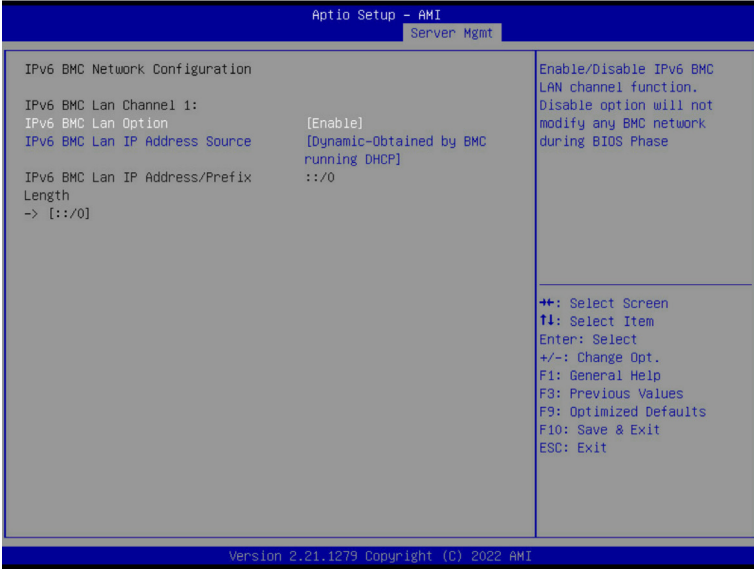 Aptio Setup – AMI
Server Mgmt
IPv6 BMC Network Configuration
IPv6 BMC Lan Channel 1:
IPv6 BMC Lan Option [Enable]
IPv6 BMC Lan IP Address Source [Dynamic-Obtained by BMC
running DHCP]
IPv6 BMC Lan IP Address/Prefix ::/0
Length
-> [::/0]
Enable/Disable IPv6 BMC
LAN channel function.
Disable option will not
modify any BMC network
during BIOS Phase
→←: Select Screen
↑↓: Select Item
Enter: Select
+/-: Change Opt.
F1: General Help
F3: Previous Values
F9: Optimized Defaults
F10: Save & Exit
ESC: Exit
Version 2.21.1279 Copyright (C) 2022 AMI